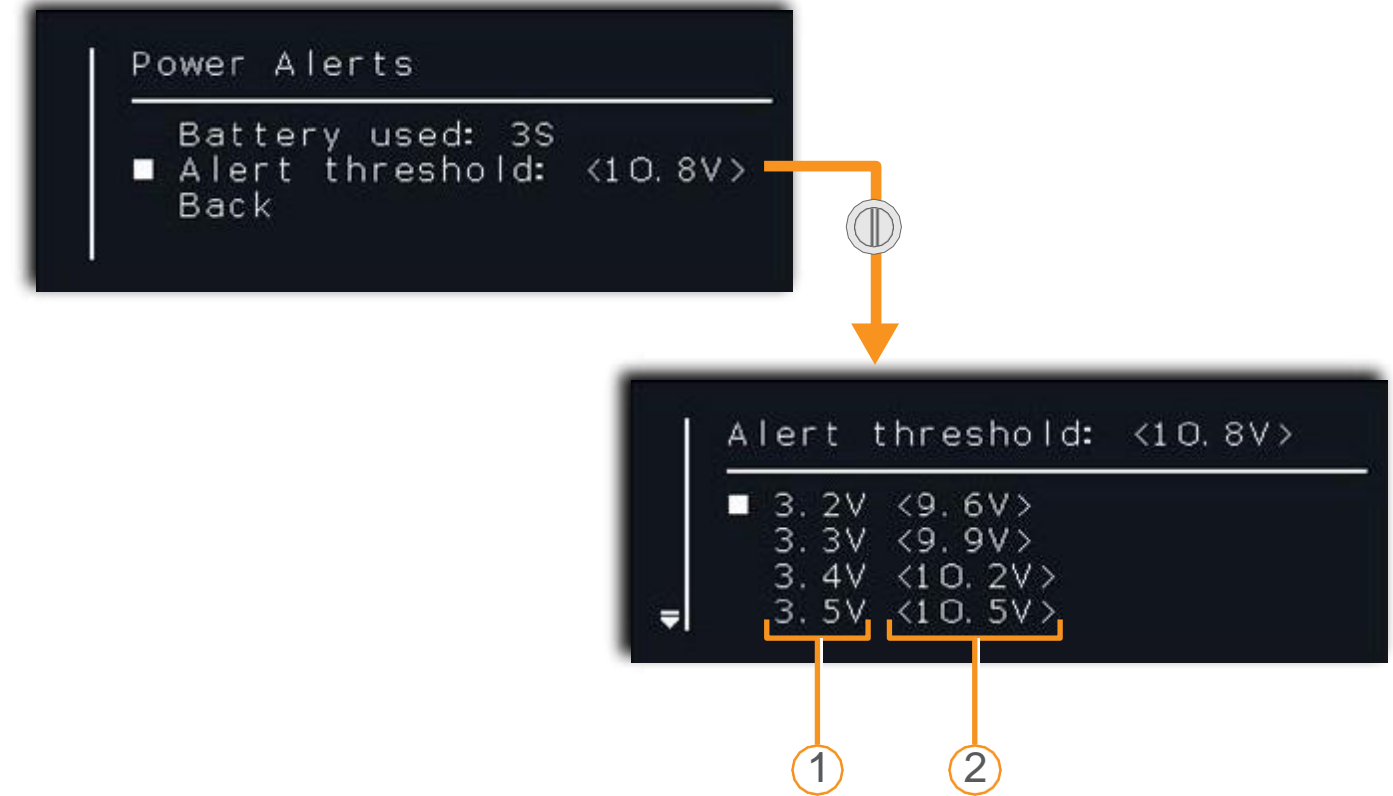 Power Alerts
Battery used: 3S
Alert threshold: <10.8V>
Back
Alert threshold: <10.8V>
3.2V <9.6V>
3.3V <9.9V>
3.4V <10.2V>
3.5V <10.5V>
1 2